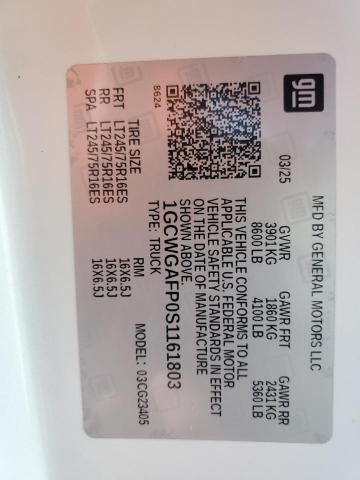 gm
MFD BY GENERAL MOTORS LLC
03/25 GVWR GAWR FRT GAWR RR
3901 KG 1860 KG 2431 KG
8600 LB 4100 LB 5360 LB
THIS VEHICLE CONFORMS TO ALL
APPLICABLE U.S. FEDERAL MOTOR
VEHICLE SAFETY STANDARDS IN EFFECT
ON THE DATE OF MANUFACTURE
SHOWN ABOVE.
1GCWGAFP0S1161803
TYPE: TRUCK
8624
MODEL: 03CG23405
TIRE SIZE RIM
FRT LT245/75R16ES 16X6.5J
RR LT245/75R16ES 16X6.5J
SPA LT245/75R16ES 16X6.5J